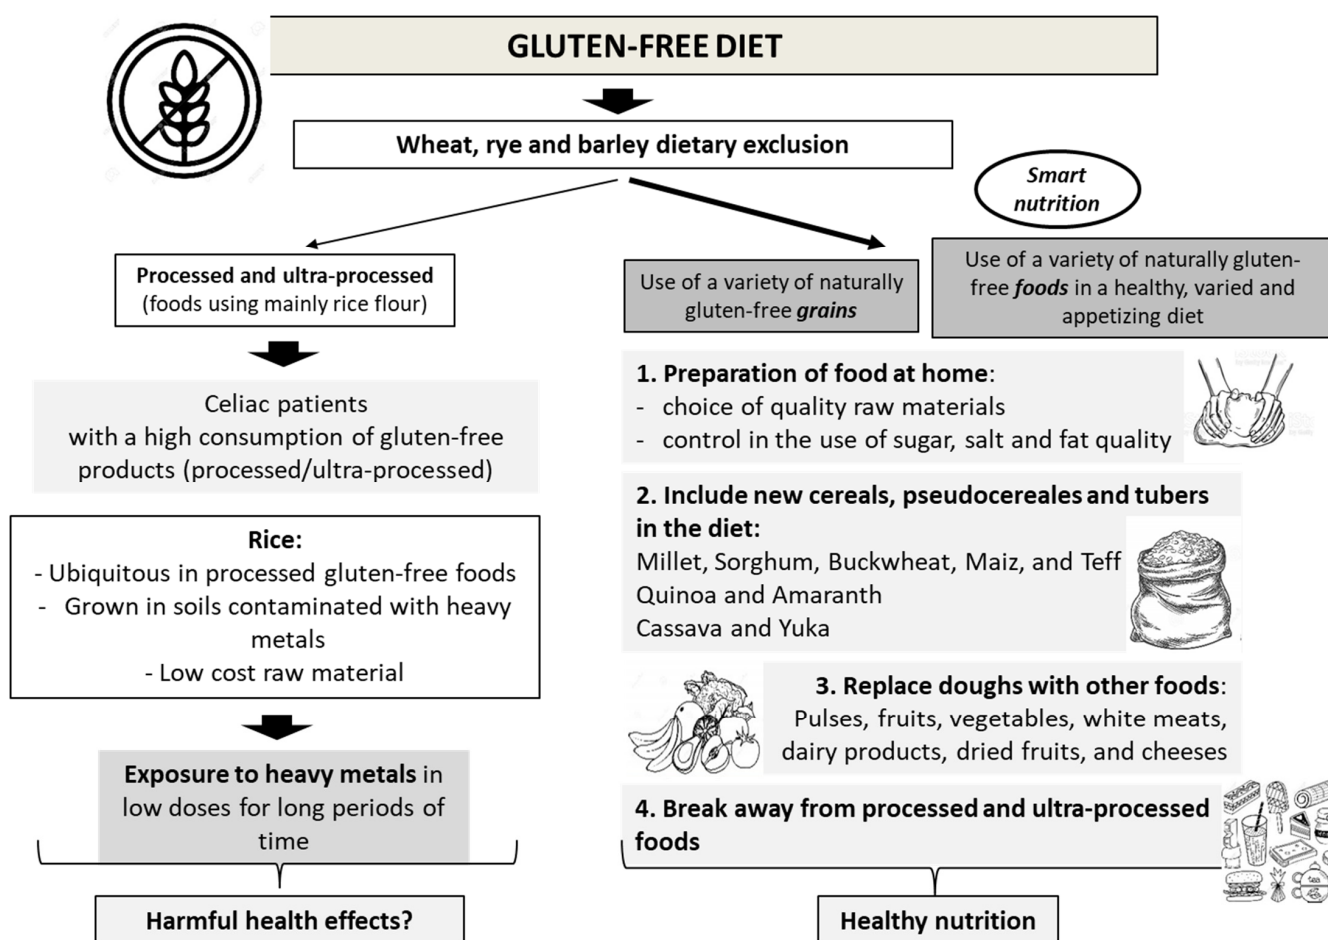 GLUTEN-FREE DIET
Wheat, rye and barley dietary exclusion
Smart
nutrition
Processed and ultra-processed
(foods using mainly rice flour)
Celiac patients
with a high consumption of gluten-free
products (processed/ultra-processed)
Rice:
- Ubiquitous in processed gluten-free foods
- Grown in soils contaminated with heavy
metals
- Low cost raw material
Exposure to heavy metals in
low doses for long periods of
time
Harmful health effects?
Use of a variety of naturally
gluten-free grains
Use of a variety of naturally gluten-
free foods in a healthy, varied and
appetizing diet
1. Preparation of food at home:
- choice of quality raw materials
- control in the use of sugar, salt and fat quality
2. Include new cereals, pseudocereales and tubers
in the diet:
Millet, Sorghum, Buckwheat, Maiz, and Teff
Quinoa and Amaranth
Cassava and Yuka
3. Replace doughs with other foods:
Pulses, fruits, vegetables, white meats,
dairy products, dried fruits, and cheeses
4. Break away from processed and ultra-processed
foods
Healthy nutrition